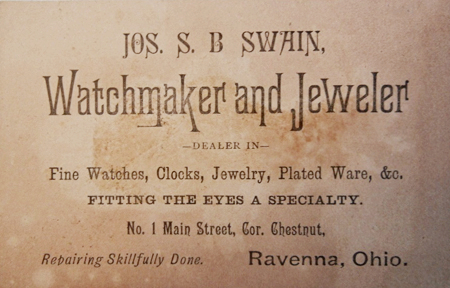 JOS. S. B SWAIN,
Watchmaker and Jeweler
—DEALER IN—
Fine Watches, Clocks, Jewelry, Plated Ware, &c.
FITTING THE EYES A SPECIALTY.
No. 1 Main Street, Cor. Chestnut,
Repairing Skillfully Done. Ravenna, Ohio.